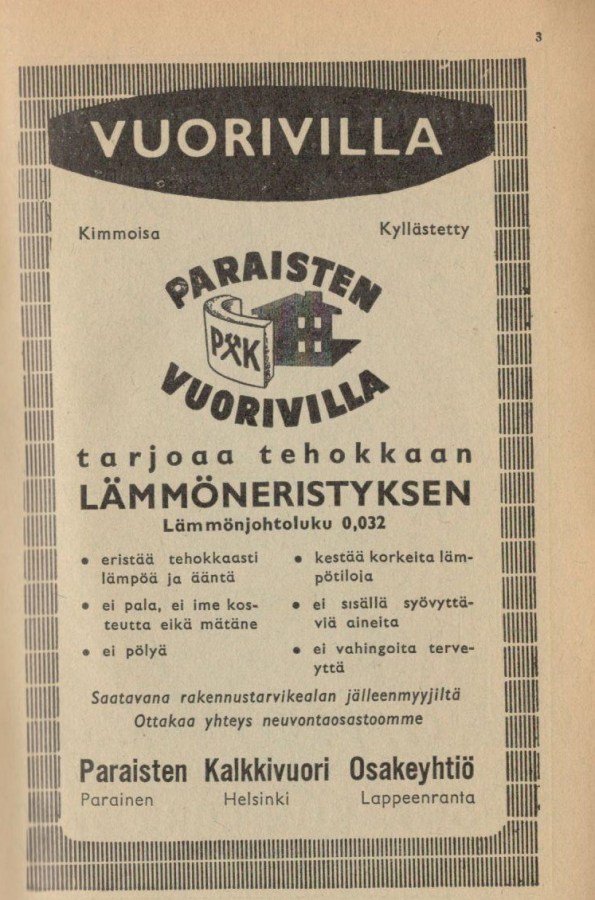 3
VUORIVILLA
Kimmoisa
Kyllästetty
PARAISTEN
P K
VUORIVILLA
tarjoaa tehokkaan
LÄMMÖNERISTYKSEN
Lämmönjohtoluku 0,032
• eristää tehokkaasti
lämpöä ja ääntä
• ei pala, ei ime kos-
teutta eikä mätäne
• ei pölyä
• kestää korkeita läm-
pötiloja
• ei sisällä syövyttä-
viä aineita
• ei vahingoita terve-
yttä
Saatavana rakennustarvikealan jälleenmyyjiltä
Ottakaa yhteys neuvontaosastoomme
Paraisten Kalkkivuori Osakeyhtiö
Parainen Helsinki Lappeenranta